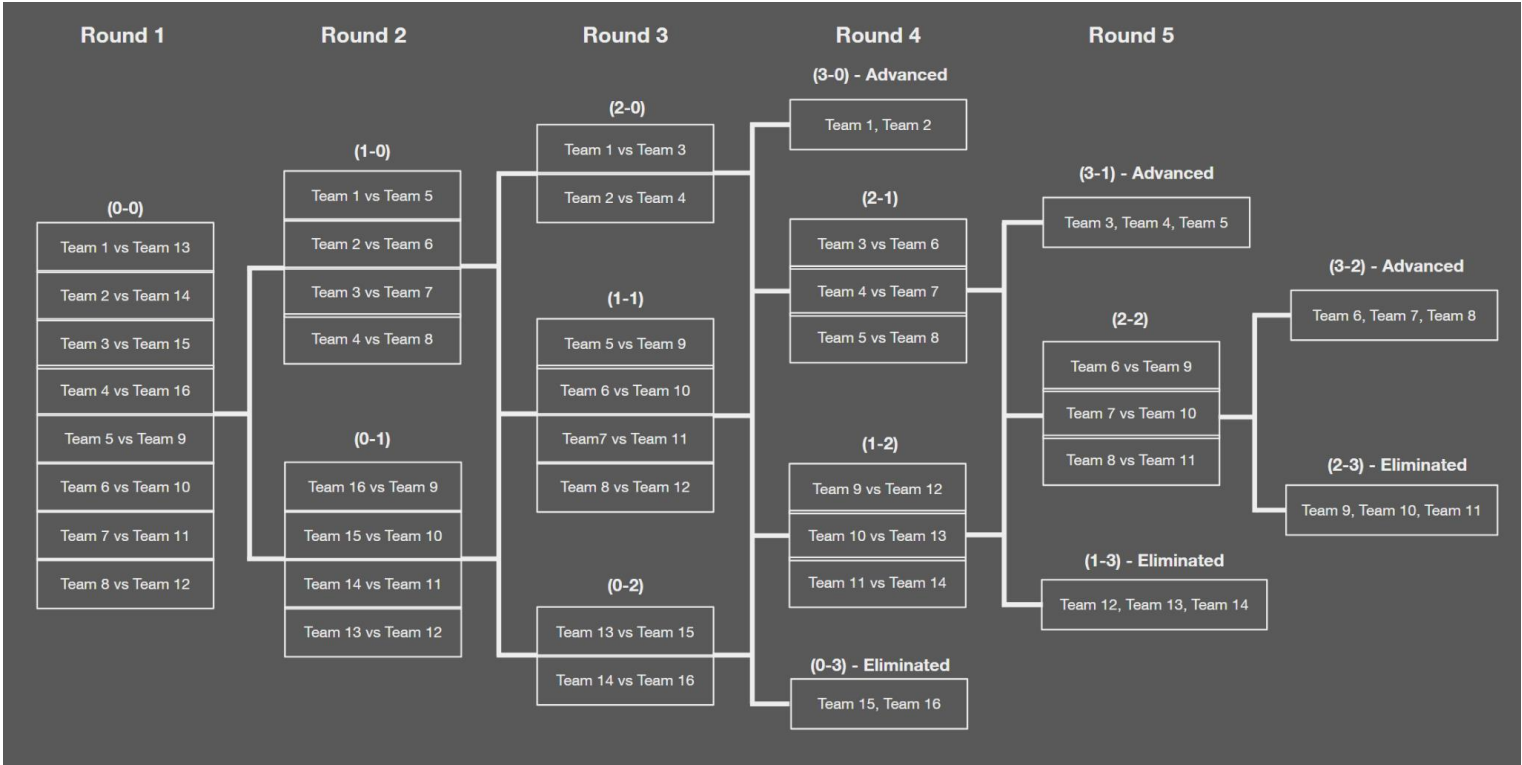 Round 1
Round 2
Round 3
Round 4
Round 5
(0-0)
Team 1 vs Team 13
Team 2 vs Team 14
Team 3 vs Team 15
Team 4 vs Team 16
Team 5 vs Team 9
Team 6 vs Team 10
Team 7 vs Team 11
Team 8 vs Team 12
(1-0)
Team 1 vs Team 5
Team 2 vs Team 6
Team 3 vs Team 7
Team 4 vs Team 8
(0-1)
Team 16 vs Team 9
Team 15 vs Team 10
Team 14 vs Team 11
Team 13 vs Team 12
(2-0)
Team 1 vs Team 3
Team 2 vs Team 4
(1-1)
Team 5 vs Team 9
Team 6 vs Team 10
Team7 vs Team 11
Team 8 vs Team 12
(0-2)
Team 13 vs Team 15
Team 14 vs Team 16
(3-0) - Advanced
Team 1, Team 2
(2-1)
Team 3 vs Team 6
Team 4 vs Team 7
Team 5 vs Team 8
(1-2)
Team 9 vs Team 12
Team 10 vs Team 13
Team 11 vs Team 14
(0-3) - Eliminated
Team 15, Team 16
(3-1) - Advanced
Team 3, Team 4, Team 5
(2-2)
Team 6 vs Team 9
Team 7 vs Team 10
Team 8 vs Team 11
(1-3) - Eliminated
Team 12, Team 13, Team 14
(3-2) - Advanced
Team 6, Team 7, Team 8
(2-3) - Eliminated
Team 9, Team 10, Team 11